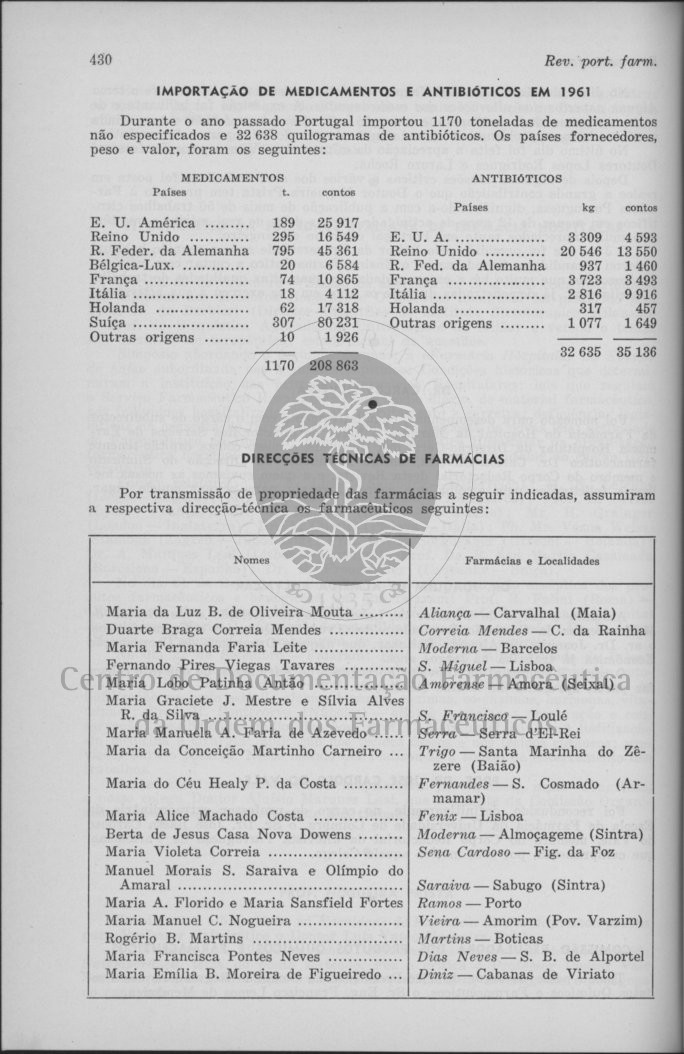 430
Rev. port. farm.
IMPORTAÇÃO DE MEDICAMENTOS E ANTIBIÓTICOS EM 1961
Durante o ano passado Portugal importou 1170 toneladas de medicamentos
não especificados e 32 638 quilogramas de antibióticos. Os países fornecedores,
peso e valor, foram os seguintes:
MEDICAMENTOS
Países t. contos
E. U. América ......... 189 25 917
Reino Unido ............ 295 16 549
R. Feder. da Alemanha 795 45 361
Bélgica-Lux. .............. 20 6 584
França ...................... 74 10 865
Itália ........................ 18 4 112
Holanda ................... 62 17 318
Suíça ........................ 307 80 231
Outras origens ......... 10 1 926
1170 208 863
ANTIBIÓTICOS
Países kg contos
E. U. A. ................... 3 309 4 593
Reino Unido ............ 20 546 13 550
R. Fed. da Alemanha 937 1 460
França ..................... 3 723 3 493
Itália ....................... 2 816 9 916
Holanda ................... 317 457
Outras origens ......... 1 077 1 649
32 635 35 136
DIRECÇÕES TÉCNICAS DE FARMÁCIAS
Por transmissão de propriedade das farmácias a seguir indicadas, assumiram
a respectiva direcção-técnica os farmacêuticos seguintes:
Nomes Farmácias e Localidades
Maria da Luz B. de Oliveira Mouta ......... Aliança — Carvalhal (Maia)
Duarte Braga Correia Mendes ............... Correia Mendes — C. da Rainha
Maria Fernanda Faria Leite .................. Moderna — Barcelos
Fernando Pires Viegas Tavares ............ S. Miguel — Lisboa
Maria Lobo Patinha Antão .................. Amorense — Amora (Seixal)
Maria Graciete J. Mestre e Sílvia Alves
R. da Silva ....................................... S. Francisco — Loulé
Maria Manuela A. Faria de Azevedo ...... Serra — Serra d'El-Rei
Maria da Conceição Martinho Carneiro ... Trigo — Santa Marinha do Zê-
zere (Baião)
Maria do Céu Healy P. da Costa ............ Fernandes — S. Cosmado (Ar-
mamar)
Maria Alice Machado Costa .................. Fenix — Lisboa
Berta de Jesus Casa Nova Dowens ......... Moderna — Almoçageme (Sintra)
Maria Violeta Correia ........................... Sena Cardoso — Fig. da Foz
Manuel Morais S. Saraiva e Olímpio do
Amaral ............................................. Saraiva — Sabugo (Sintra)
Maria A. Florido e Maria Sansfield Fortes Ramos — Porto
Maria Manuel C. Nogueira ..................... Vieira — Amorim (Pov. Varzim)
Rogério B. Martins .............................. Martins — Boticas
Maria Francisca Pontes Neves ............... Dias Neves — S. B. de Alportel
Maria Emília B. Moreira de Figueiredo ... Diniz — Cabanas de Viriato
1835
Centro de Documentação Farmacêutica
da Ordem dos Farmacêuticos